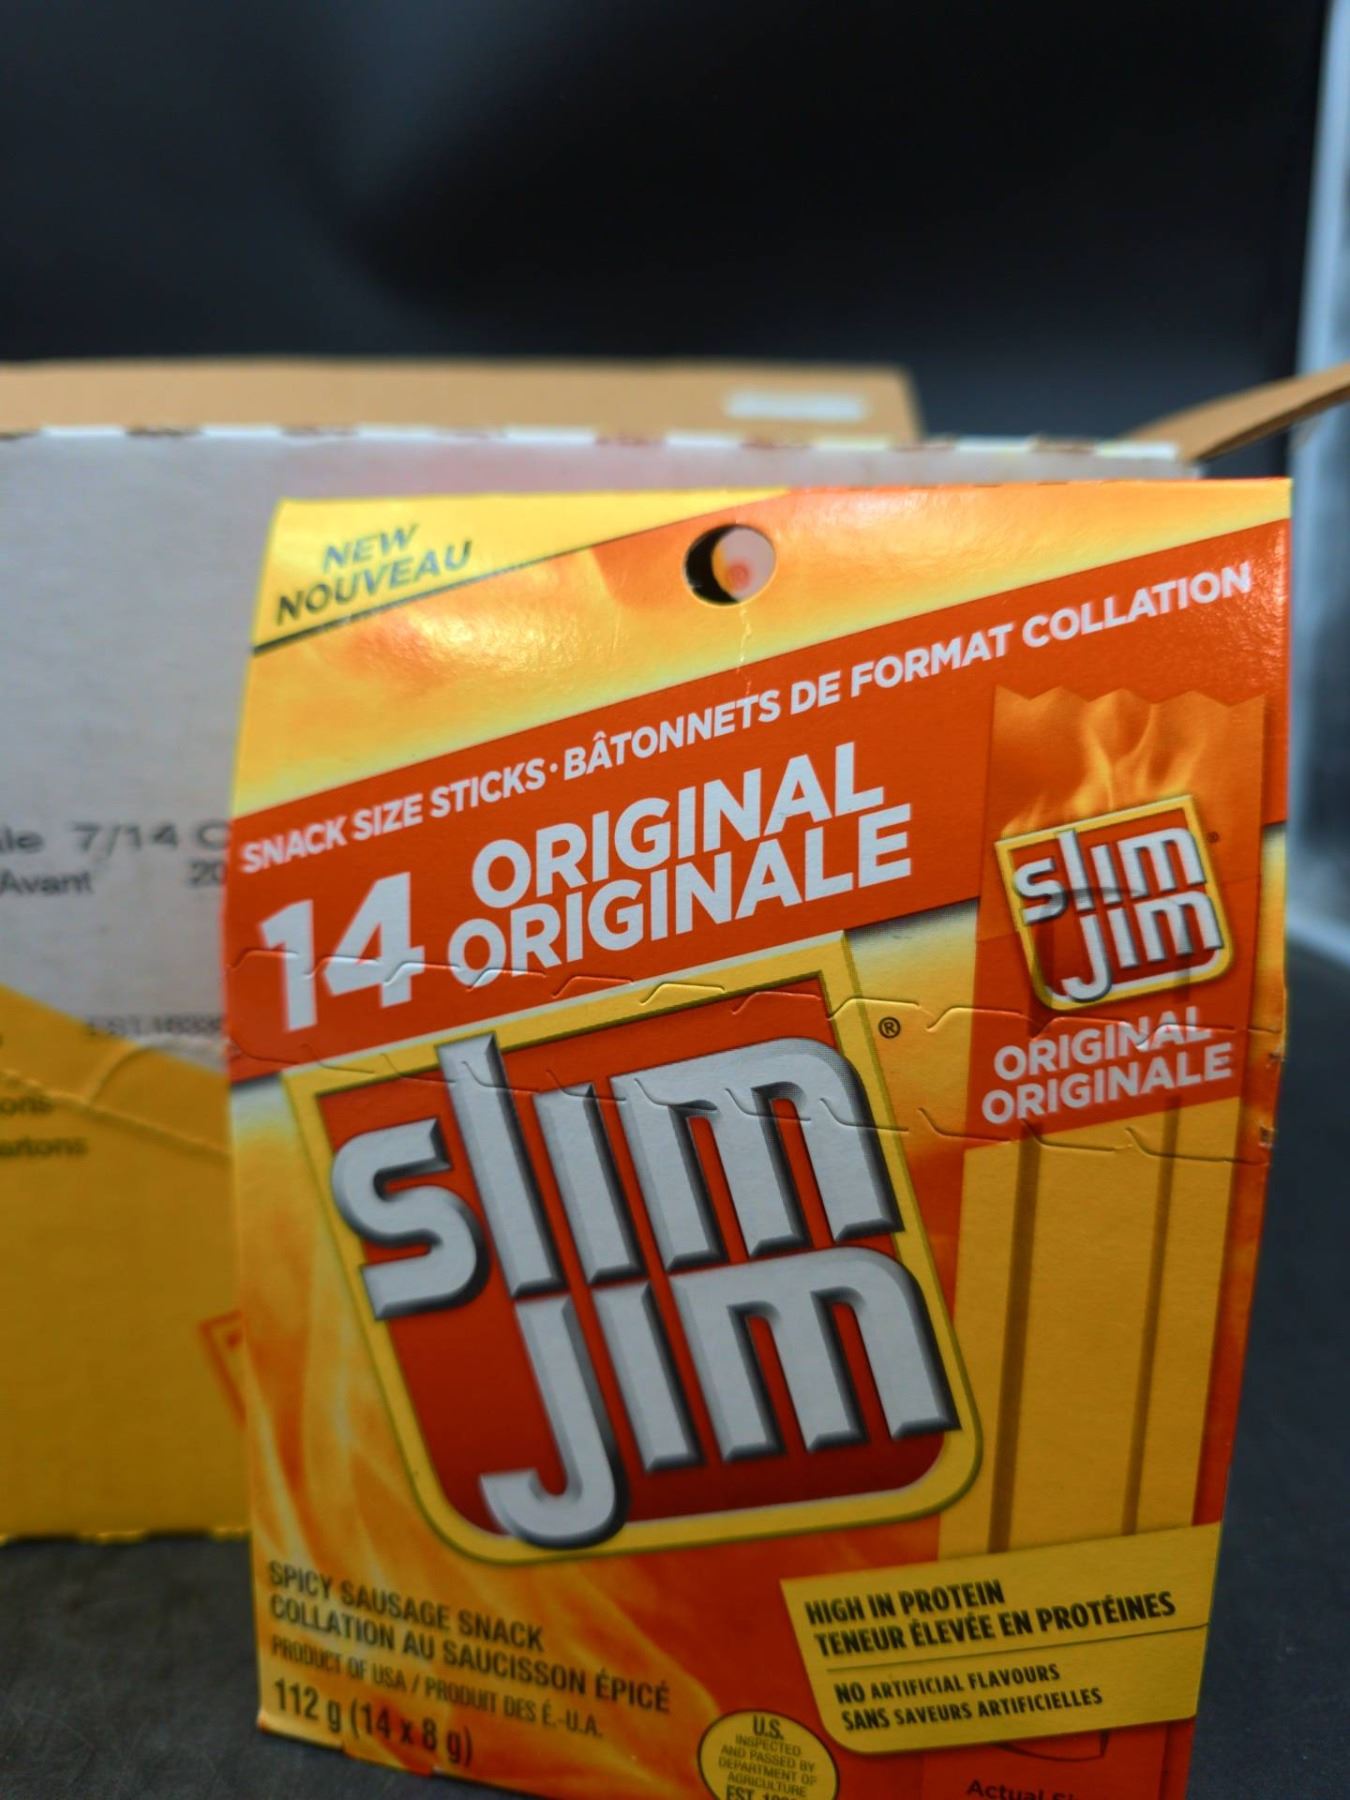 NEW
NOUVEAU
SNACK SIZE STICKS · BÂTONNETS DE FORMAT COLLATION
14 ORIGINAL
ORIGINALE
slim
jim
®
slim
jim
ORIGINAL
ORIGINALE
7/14
Avant
SPICY SAUSAGE SNACK
COLLATION AU SAUCISSON ÉPICÉ
PRODUCT OF USA / PRODUIT DES É.-U.A.
112 g (14 x 8 g)
HIGH IN PROTEIN
TENEUR ÉLEVÉE EN PROTÉINES
NO ARTIFICIAL FLAVOURS
SANS SAVEURS ARTIFICIELLES
U.S.
INSPECTED
AND PASSED BY
DEPARTMENT OF
AGRICULTURE
EST.
Actual